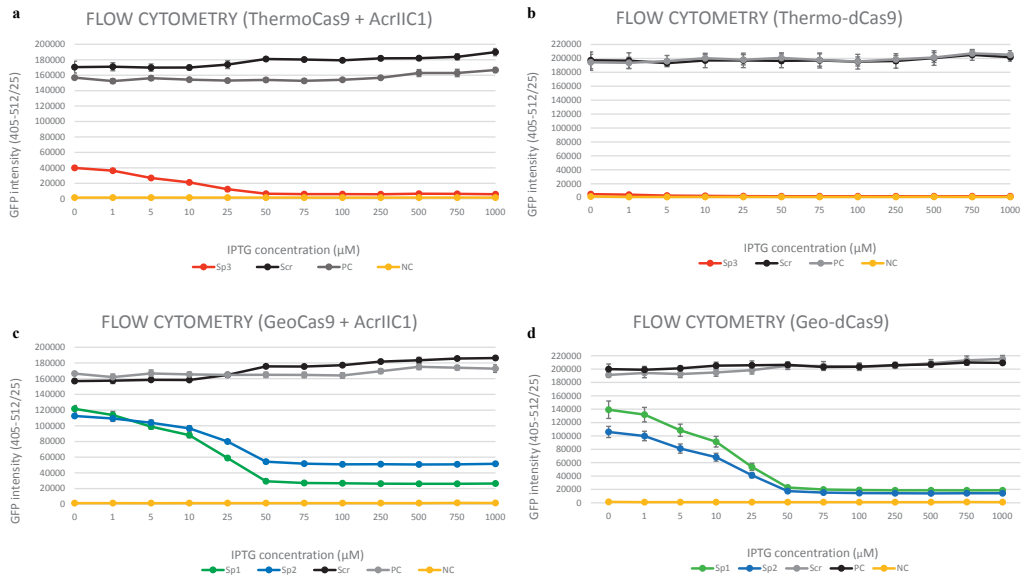 a
FLOW CYTOMETRY (ThermoCas9 + AcrIIC1)
GFP intensity (405-512/25)
200000
180000
160000
140000
120000
100000
80000
60000
40000
20000
0
0 1 5 10 25 50 75 100 250 500 750 1000
IPTG concentration (µM)
Sp3 Scr PC NC
b
FLOW CYTOMETRY (Thermo-dCas9)
GFP intensity (405-512/25)
220000
200000
180000
160000
140000
120000
100000
80000
60000
40000
20000
0
0 1 5 10 25 50 75 100 250 500 750 1000
IPTG concentration (µM)
Sp3 Scr PC NC
c
FLOW CYTOMETRY (GeoCas9 + AcrIIC1)
GFP intensity (405-512/25)
200000
180000
160000
140000
120000
100000
80000
60000
40000
20000
0
0 1 5 10 25 50 75 100 250 500 750 1000
IPTG concentration (µM)
Sp1 Sp2 Scr PC NC
d
FLOW CYTOMETRY (Geo-dCas9)
GFP intensity (405-512/25)
220000
200000
180000
160000
140000
120000
100000
80000
60000
40000
20000
0
0 1 5 10 25 50 75 100 250 500 750 1000
IPTG concentration (µM)
Sp1 Sp2 Scr PC NC